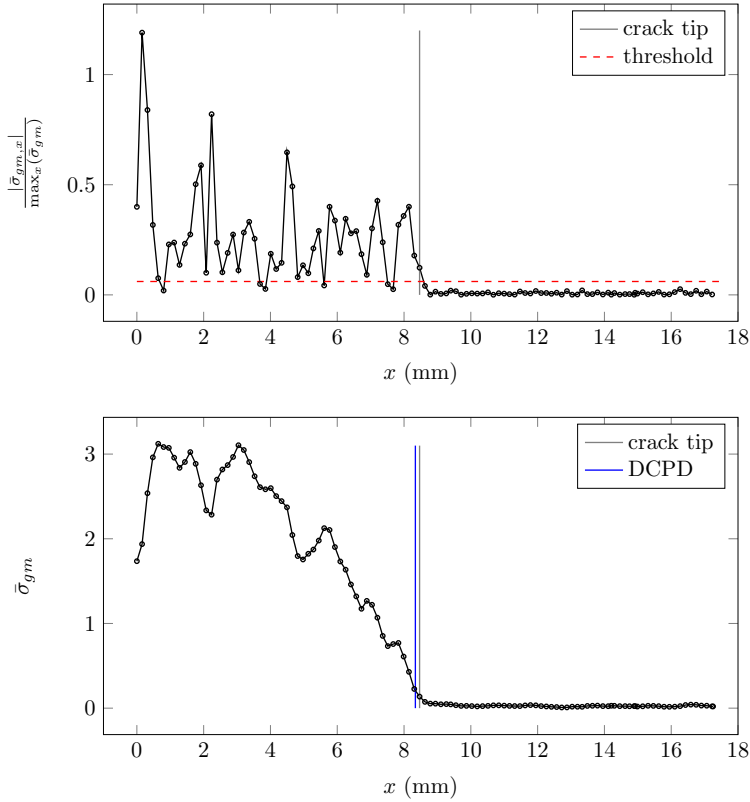 1
0.5
0
|σ̄gm,x|
maxx(σ̄gm)
crack tip
threshold
0 2 4 6 8 10 12 14 16 18
x (mm)
3
2
1
0
σ̄gm
crack tip
DCPD
0 2 4 6 8 10 12 14 16 18
x (mm)